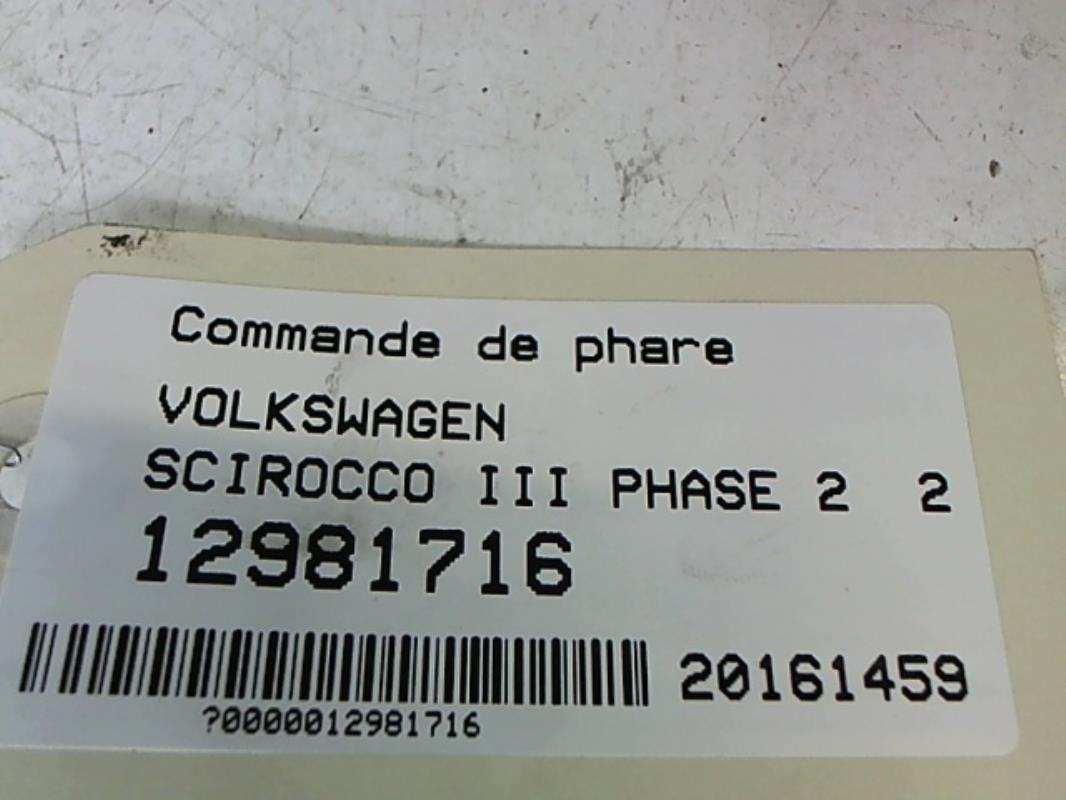 Commande de phare
VOLKSWAGEN
SCIROCCO III PHASE 2  2
12981716
20161459
?0000012981716